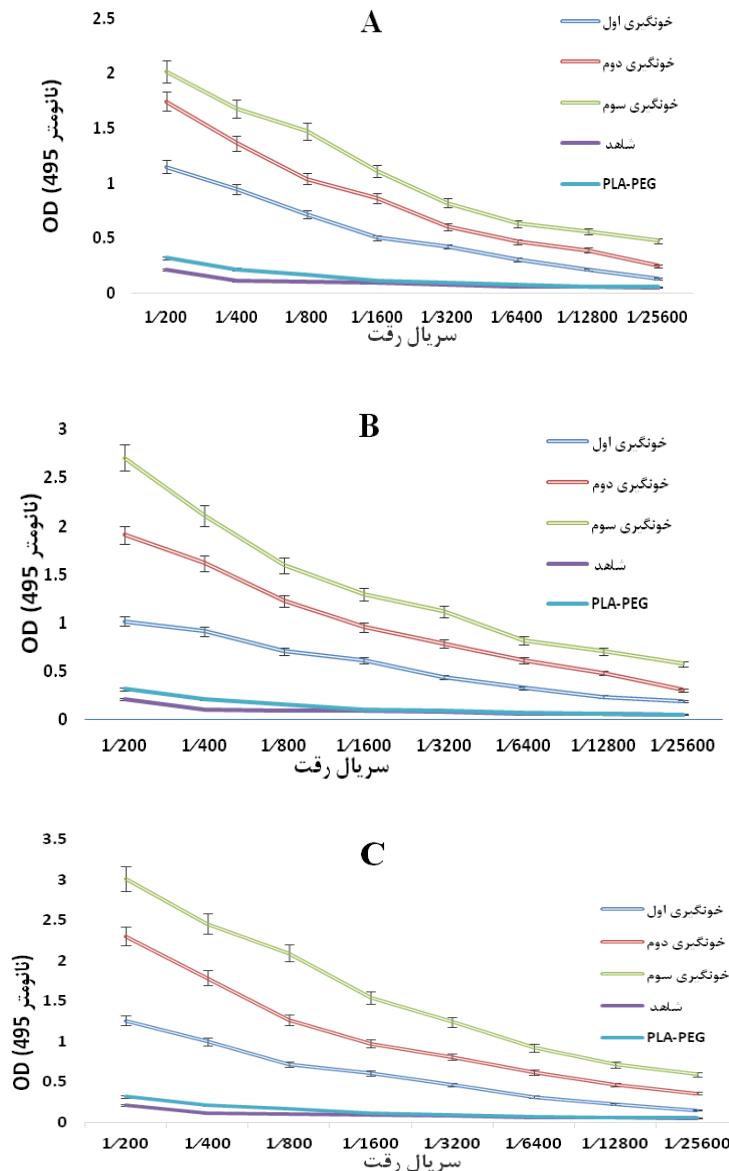 A
2.5
2
1.5
1
0.5
0
OD (495 نانومتر)
خونگیری اول
خونگیری دوم
خونگیری سوم
شاهد
PLA-PEG
1/200 1/400 1/800 1/1600 1/3200 1/6400 1/12800 1/25600
سریال رقت
B
3
2.5
2
1.5
1
0.5
0
OD (495 نانومتر)
خونگیری اول
خونگیری دوم
خونگیری سوم
شاهد
PLA-PEG
1/200 1/400 1/800 1/1600 1/3200 1/6400 1/12800 1/25600
سریال رقت
C
3.5
3
2.5
2
1.5
1
0.5
0
OD (495 نانومتر)
خونگیری اول
خونگیری دوم
خونگیری سوم
شاهد
PLA-PEG
1/200 1/400 1/800 1/1600 1/3200 1/6400 1/12800 1/25600
سریال رقت